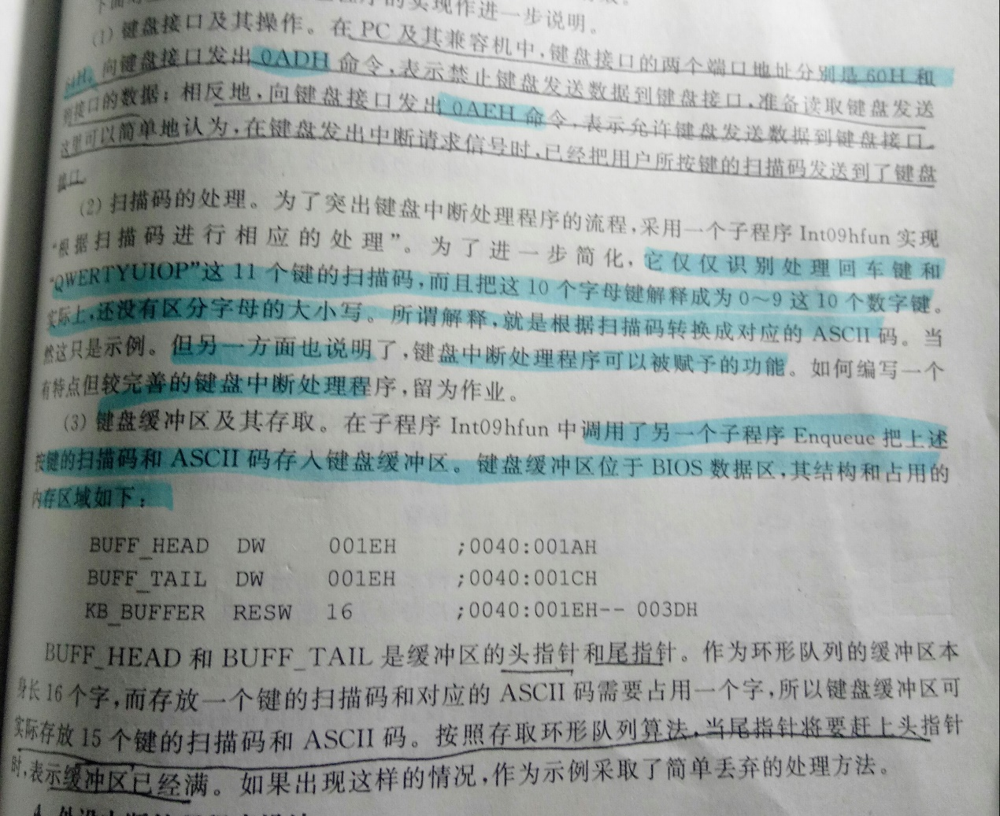 的实现作进一步说明。
(1) 键盘接口及其操作。在 PC 及其兼容机中,键盘接口的两个端口地址分别是 60H 和
64H。向键盘接口发出 0ADH 命令,表示禁止键盘发送数据到键盘接口,准备读取键盘发送
到接口的数据;相反地,向键盘接口发出 0AEH 命令,表示允许键盘发送数据到键盘接口。
这里可以简单地认为,在键盘发出中断请求信号时,已经把用户所按键的扫描码发送到了键盘
接口。
(2) 扫描码的处理。为了突出键盘中断处理程序的流程,采用一个子程序 Int09hfun 实现
“根据扫描码进行相应的处理”。为了进一步简化,它仅仅识别处理回车键和
“QWERTYUIOP”这 11 个键的扫描码,而且把这 10 个字母键解释成为 0～9 这 10 个数字键。
实际上,还没有区分字母的大小写。所谓解释,就是根据扫描码转换成对应的 ASCII 码。当
然这只是示例。但另一方面也说明了,键盘中断处理程序可以被赋予的功能。如何编写一个
有特点但较完善的键盘中断处理程序,留为作业。
(3) 键盘缓冲区及其存取。在子程序 Int09hfun 中调用了另一个子程序 Enqueue 把上述
按键的扫描码和 ASCII 码存入键盘缓冲区。键盘缓冲区位于 BIOS 数据区,其结构和占用的
内存区域如下:
BUFF_HEAD DW 001EH ;0040:001AH
BUFF_TAIL DW 001EH ;0040:001CH
KB_BUFFER RESW 16 ;0040:001EH-- 003DH
BUFF_HEAD 和 BUFF_TAIL 是缓冲区的头指针和尾指针。作为环形队列的缓冲区本
身长 16 个字,而存放一个键的扫描码和对应的 ASCII 码需要占用一个字,所以键盘缓冲区可
实际存放 15 个键的扫描码和 ASCII 码。按照存取环形队列算法,当尾指针将要赶上头指针
时,表示缓冲区已经满。如果出现这样的情况,作为示例采取了简单丢弃的处理方法。